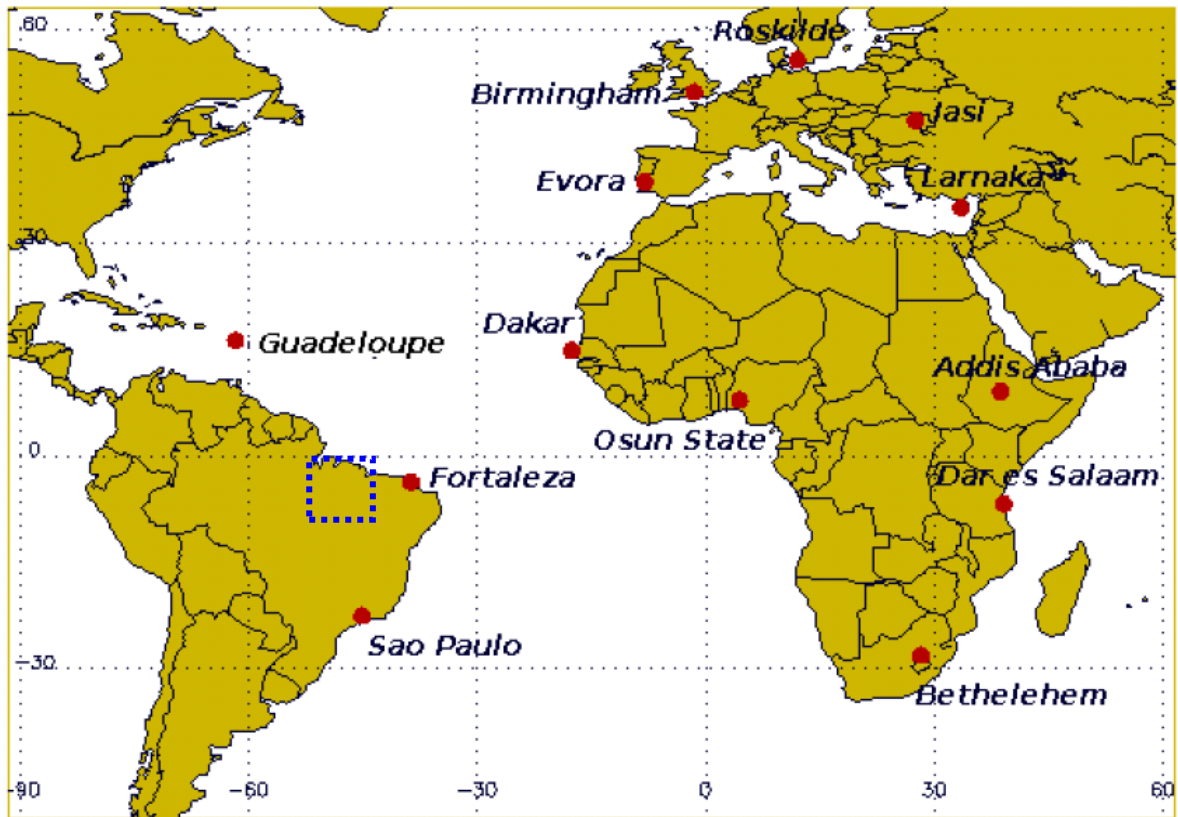 60
Roskilde
Birmingham
Iasi
Evora
Larnaka
30
Dakar
Guadeloupe
Addis Ababa
Osun State
0
Fortaleza
Dar es Salaam
Sao Paulo
-30
Bethelehem
-90
-60
-30
0
30
60